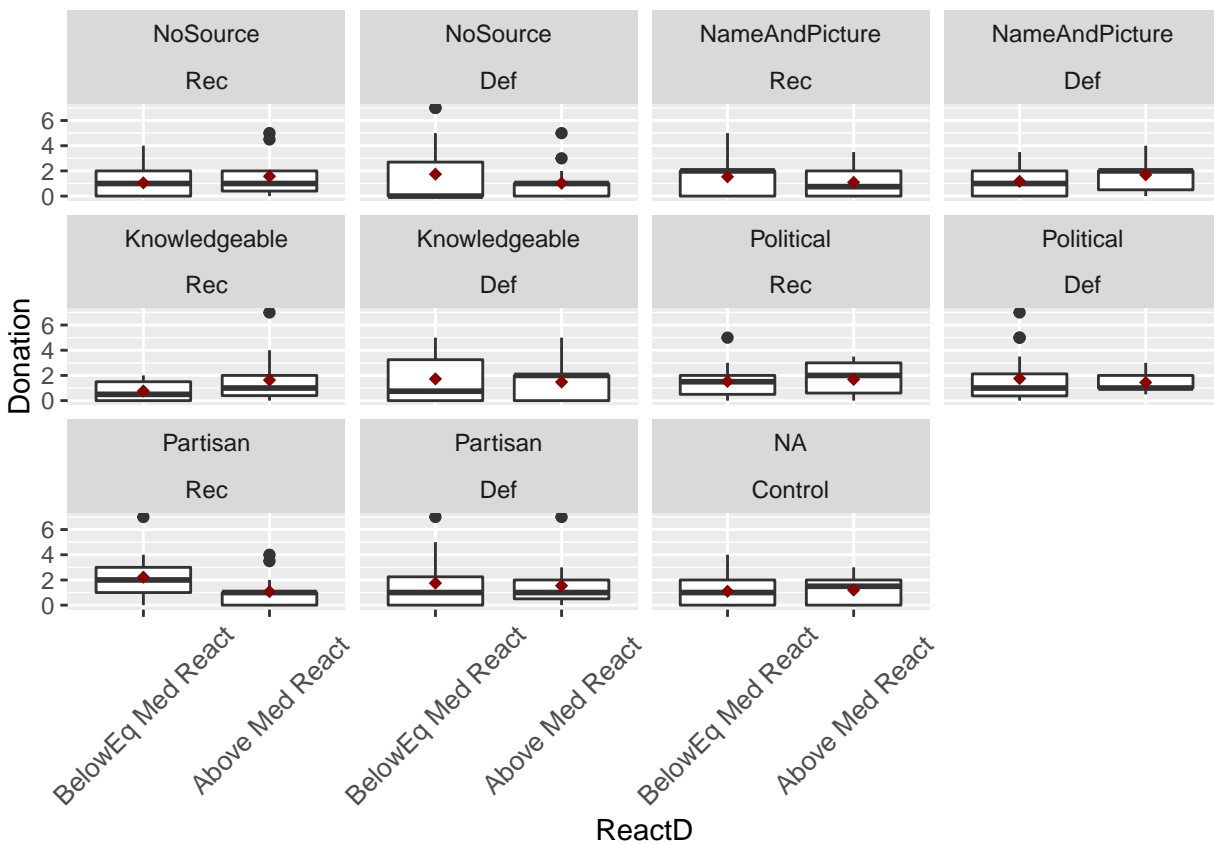 NoSource NoSource NameAndPicture NameAndPicture
Rec Def Rec Def
6
4
2
0
Knowledgeable Knowledgeable Political Political
Rec Def Rec Def
6
4
2
0
Donation
Partisan Partisan NA
Rec Def Control
6
4
2
0
BelowEq Med React
Above Med React
BelowEq Med React
Above Med React
BelowEq Med React
Above Med React
ReactD